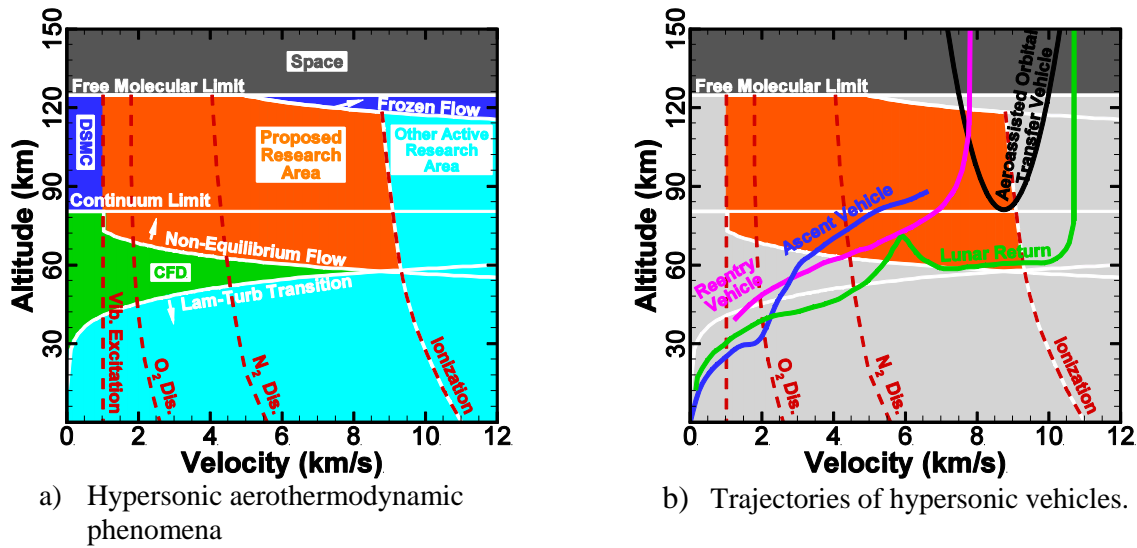 Altitude (km)
150
120
90
60
30
0
2
4
6
8
10
12
Velocity (km/s)
Space
Free Molecular Limit
Frozen Flow
DSMC
Proposed
Research
Area
Other Active
Research
Area
Continuum Limit
Non-Equilibrium Flow
CFD
Lam-Turb Transition
Vib. Excitation
O₂ Dis.
N₂ Dis.
Ionization
a) Hypersonic aerothermodynamic
phenomena
Altitude (km)
150
120
90
60
30
0
2
4
6
8
10
12
Velocity (km/s)
Free Molecular Limit
Aeroassisted Orbital
Transfer Vehicle
Continuum Limit
Ascent Vehicle
Reentry
Vehicle
Lunar Return
O₂ Dis.
N₂ Dis.
Ionization
b) Trajectories of hypersonic vehicles.